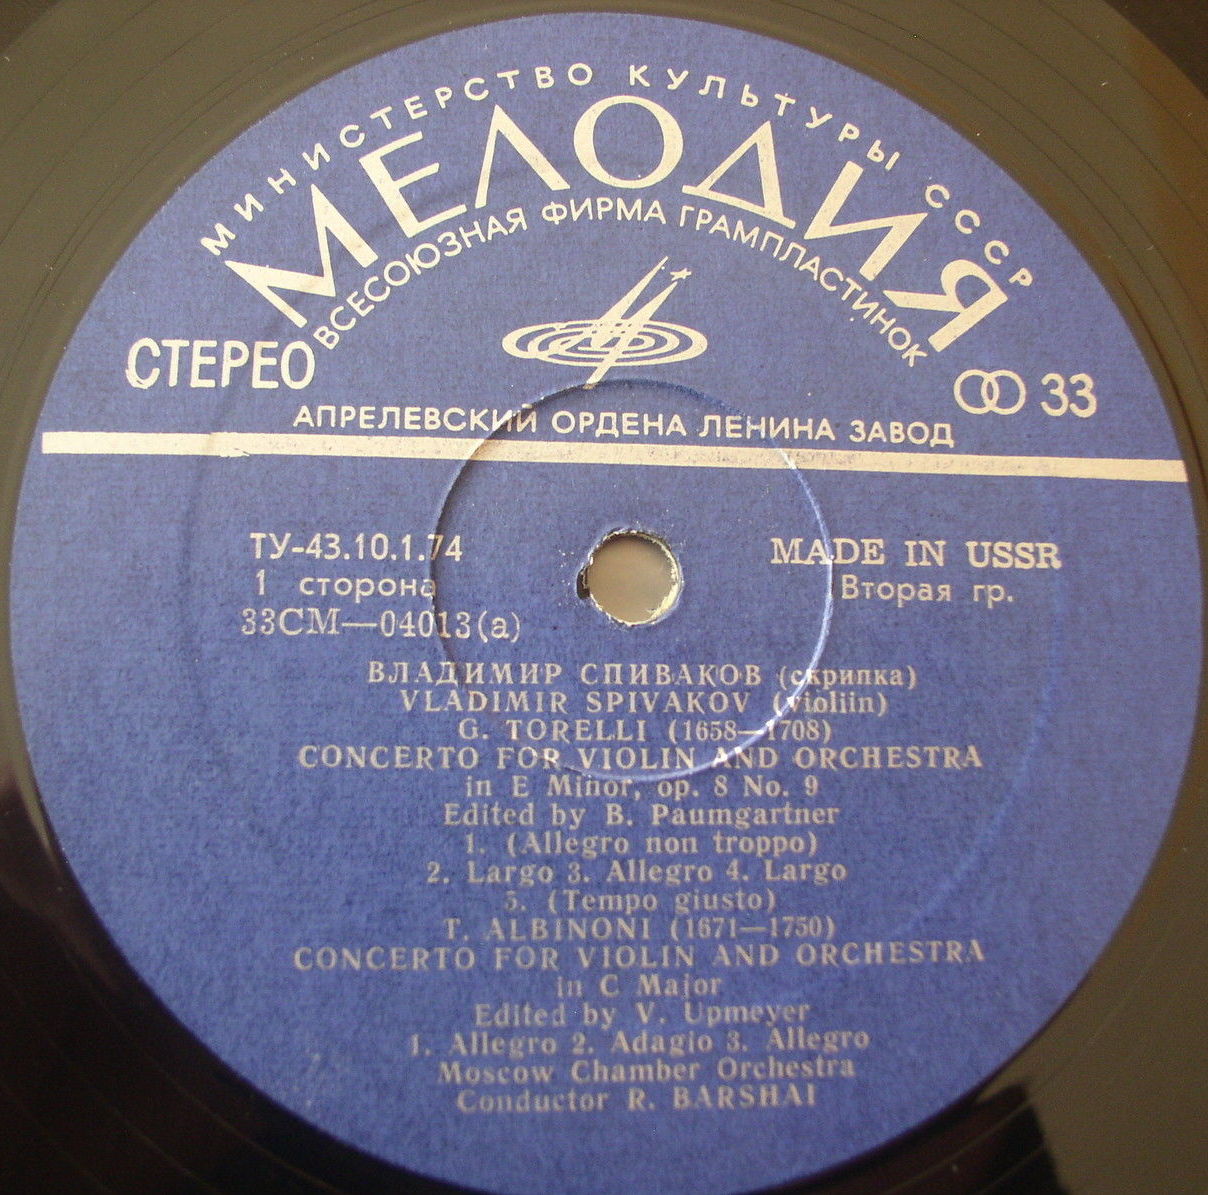 МИНИСТЕРСТВО КУЛЬТУРЫ СССР
МЕЛОДИЯ
ВСЕСОЮЗНАЯ ФИРМА ГРАМПЛАСТИНОК
СТЕРЕО
33
АПРЕЛЕВСКИЙ ОРДЕНА ЛЕНИНА ЗАВОД
ТУ-43.10.1.74
MADE IN USSR
1 сторона
Вторая гр.
33СМ—04013(а)
ВЛАДИМИР СПИВАКОВ (скрипка)
VLADIMIR SPIVAKOV (violiin)
G. TORELLI (1658—1708)
CONCERTO FOR VIOLIN AND ORCHESTRA
in E Minor, op. 8 No. 9
Edited by B. Paumgartner
1. (Allegro non troppo)
2. Largo 3. Allegro 4. Largo
5. (Tempo giusto)
T. ALBINONI (1671—1750)
CONCERTO FOR VIOLIN AND ORCHESTRA
in C Major
Edited by V. Upmeyer
1. Allegro 2. Adagio 3. Allegro
Moscow Chamber Orchestra
Conductor R. BARSHAI